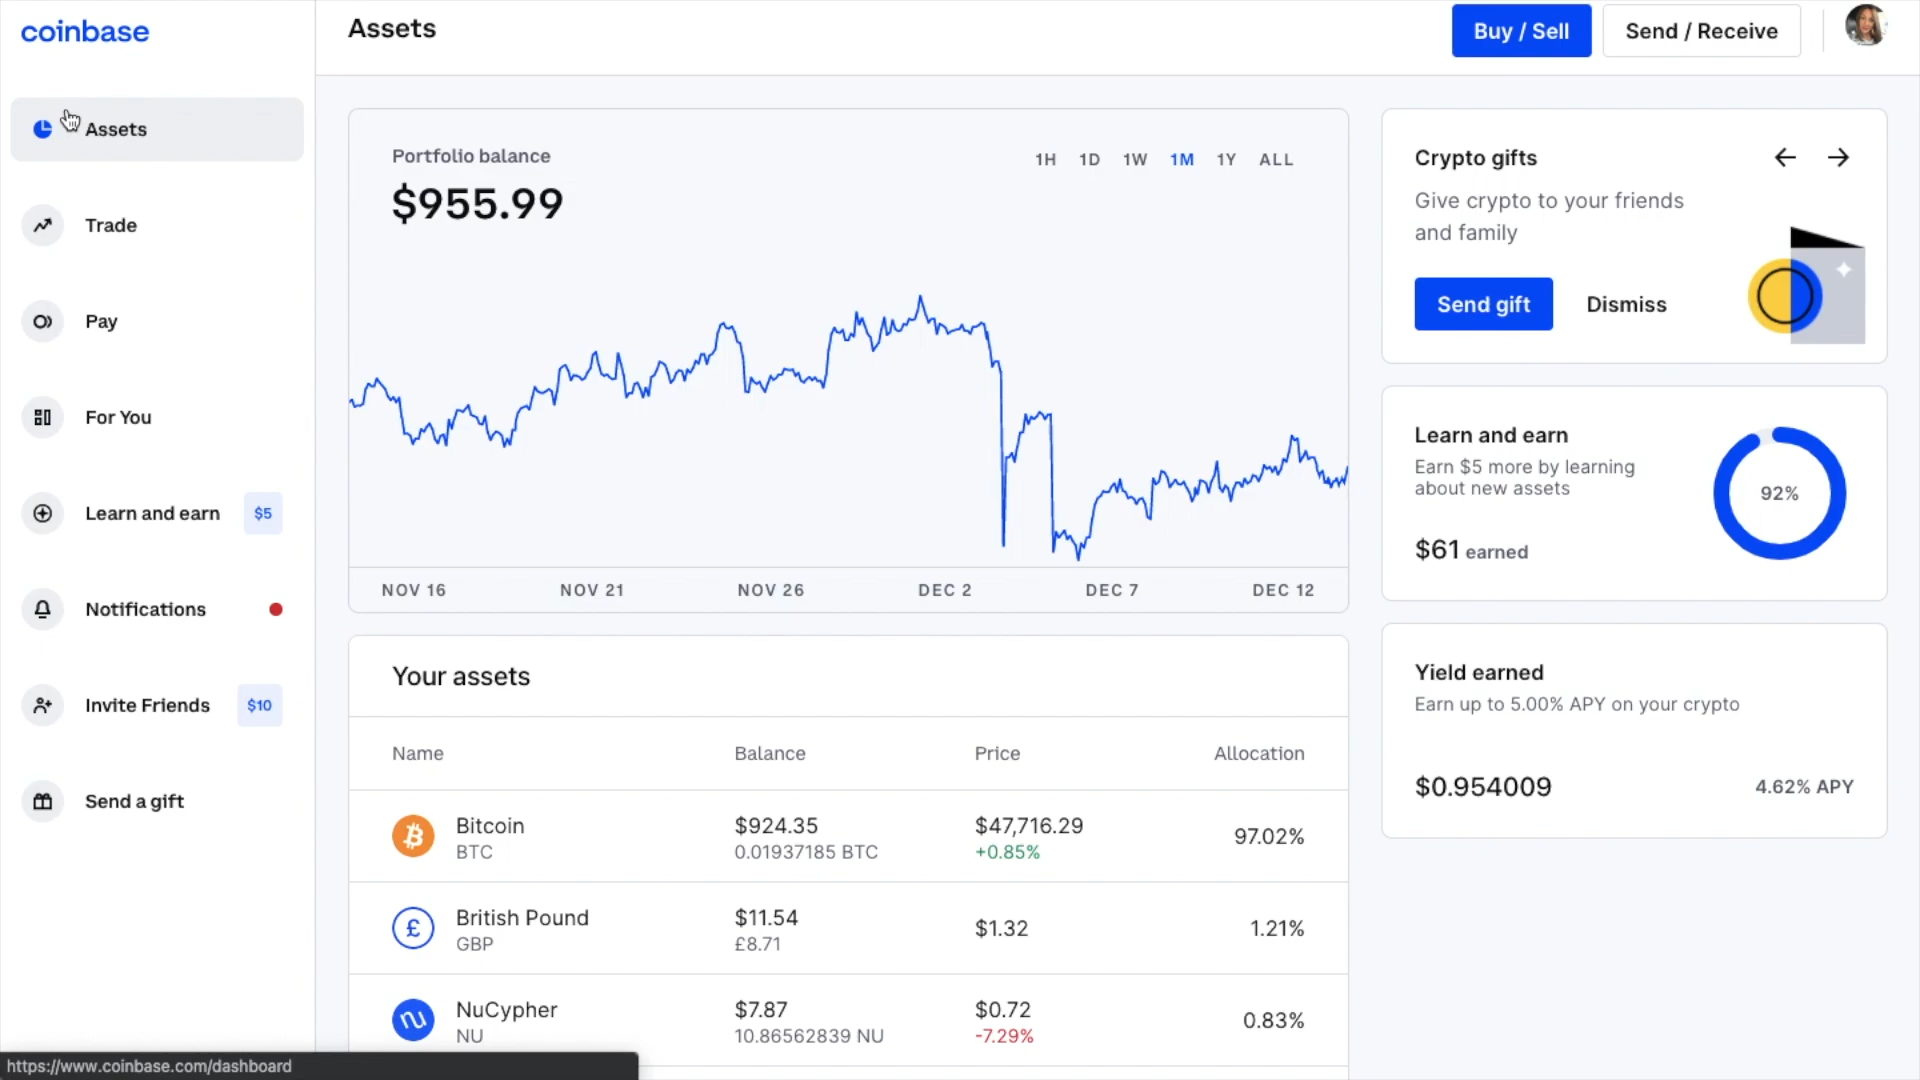 coinbase
Assets
Buy / Sell
Send / Receive
Assets
Trade
Pay
For You
Learn and earn $5
Notifications
Invite Friends $10
Send a gift
Portfolio balance
$955.99
1H 1D 1W 1M 1Y ALL
NOV 16 NOV 21 NOV 26 DEC 2 DEC 7 DEC 12
Your assets
Name Balance Price Allocation
Bitcoin $924.35 $47,716.29 97.02%
BTC 0.01937185 BTC +0.85%
British Pound $11.54 $1.32 1.21%
GBP £8.71
NuCypher $7.87 $0.72 0.83%
NU 10.86562839 NU -7.29%
Crypto gifts
Give crypto to your friends
and family
Send gift Dismiss
Learn and earn
Earn $5 more by learning
about new assets
92%
$61 earned
Yield earned
Earn up to 5.00% APY on your crypto
$0.954009 4.62% APY
https://www.coinbase.com/dashboard